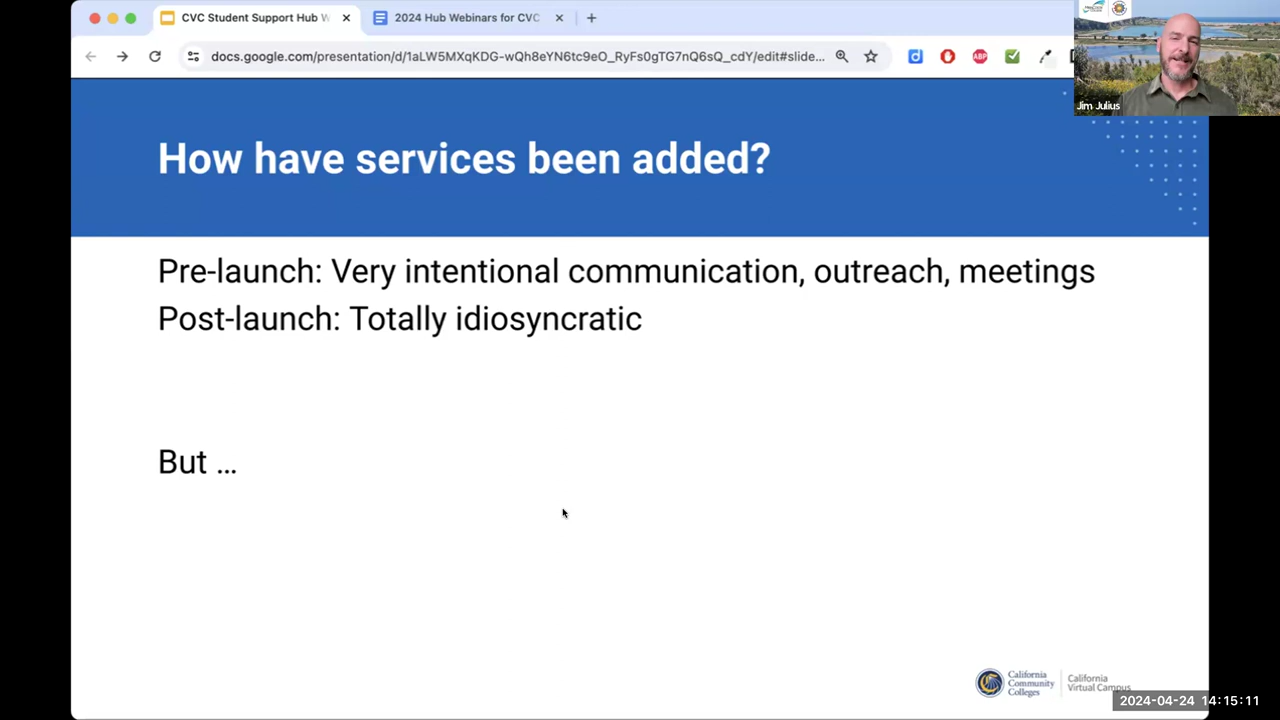 CVC Student Support Hub W
2024 Hub Webinars for CVC
docs.google.com/presentation/d/1aLW5MXqKDG-wQh8eYN6tc9eO_RyFs0gTG7nQ6sQ_cdY/edit#slide...
ABP
Jim Julius
How have services been added?
Pre-launch: Very intentional communication, outreach, meetings
Post-launch: Totally idiosyncratic
But ...
California
Community
Colleges
California
Virtual Campus
2024-04-24 14:15:11